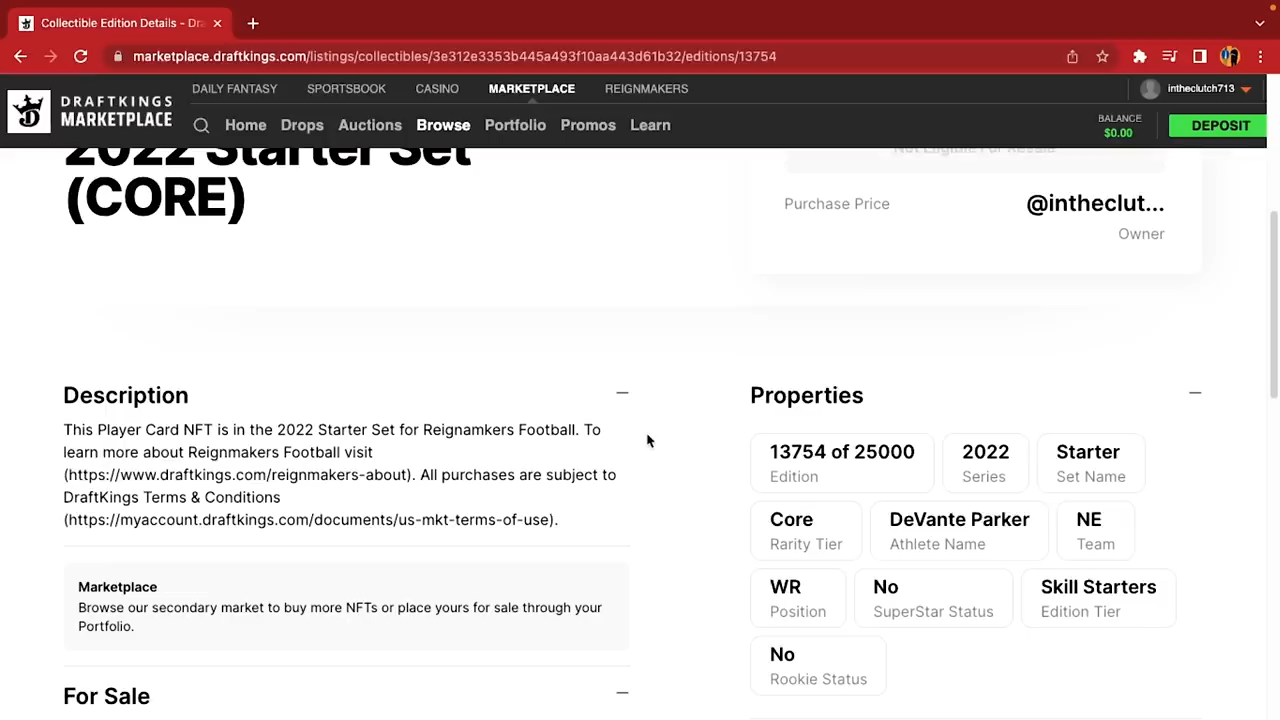 Collectible Edition Details - Dra
marketplace.draftkings.com/listings/collectibles/3e312e3353b445a493f10aa443d61b32/editions/13754
DAILY FANTASY SPORTSBOOK CASINO MARKETPLACE REIGNMAKERS
intheclutch713
DRAFTKINGS
MARKETPLACE
Home Drops Auctions Browse Portfolio Promos Learn
BALANCE
$0.00
DEPOSIT
2022 Starter Set
(CORE)
Not Eligible For Resale
Purchase Price
@intheclut...
Owner
Description
This Player Card NFT is in the 2022 Starter Set for Reignamkers Football. To
learn more about Reignmakers Football visit
(https://www.draftkings.com/reignmakers-about). All purchases are subject to
DraftKings Terms & Conditions
(https://myaccount.draftkings.com/documents/us-mkt-terms-of-use).
Marketplace
Browse our secondary market to buy more NFTs or place yours for sale through your
Portfolio.
For Sale
Properties
13754 of 25000
Edition
2022
Series
Starter
Set Name
Core
Rarity Tier
DeVante Parker
Athlete Name
NE
Team
WR
Position
No
SuperStar Status
Skill Starters
Edition Tier
No
Rookie Status